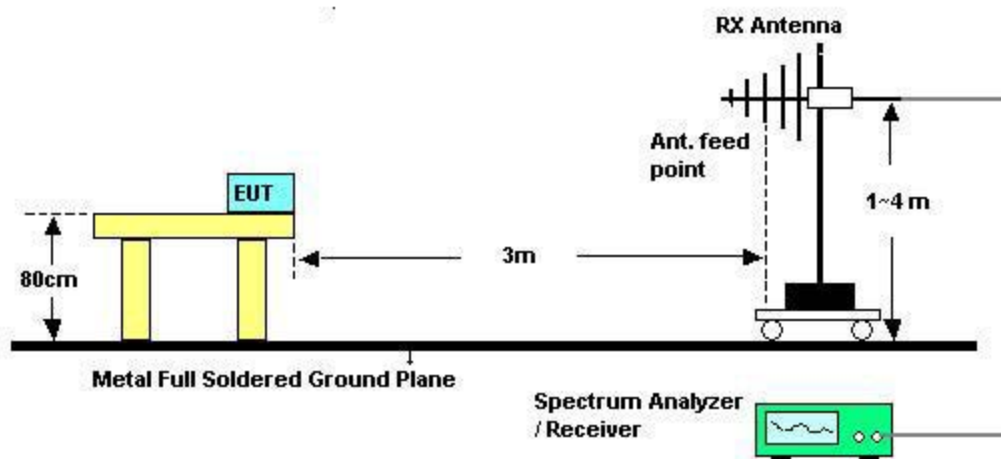 RX Antenna
Ant. feed
point
EUT
1~4 m
3m
80cm
Metal Full Soldered Ground Plane
Spectrum Analyzer
/ Receiver